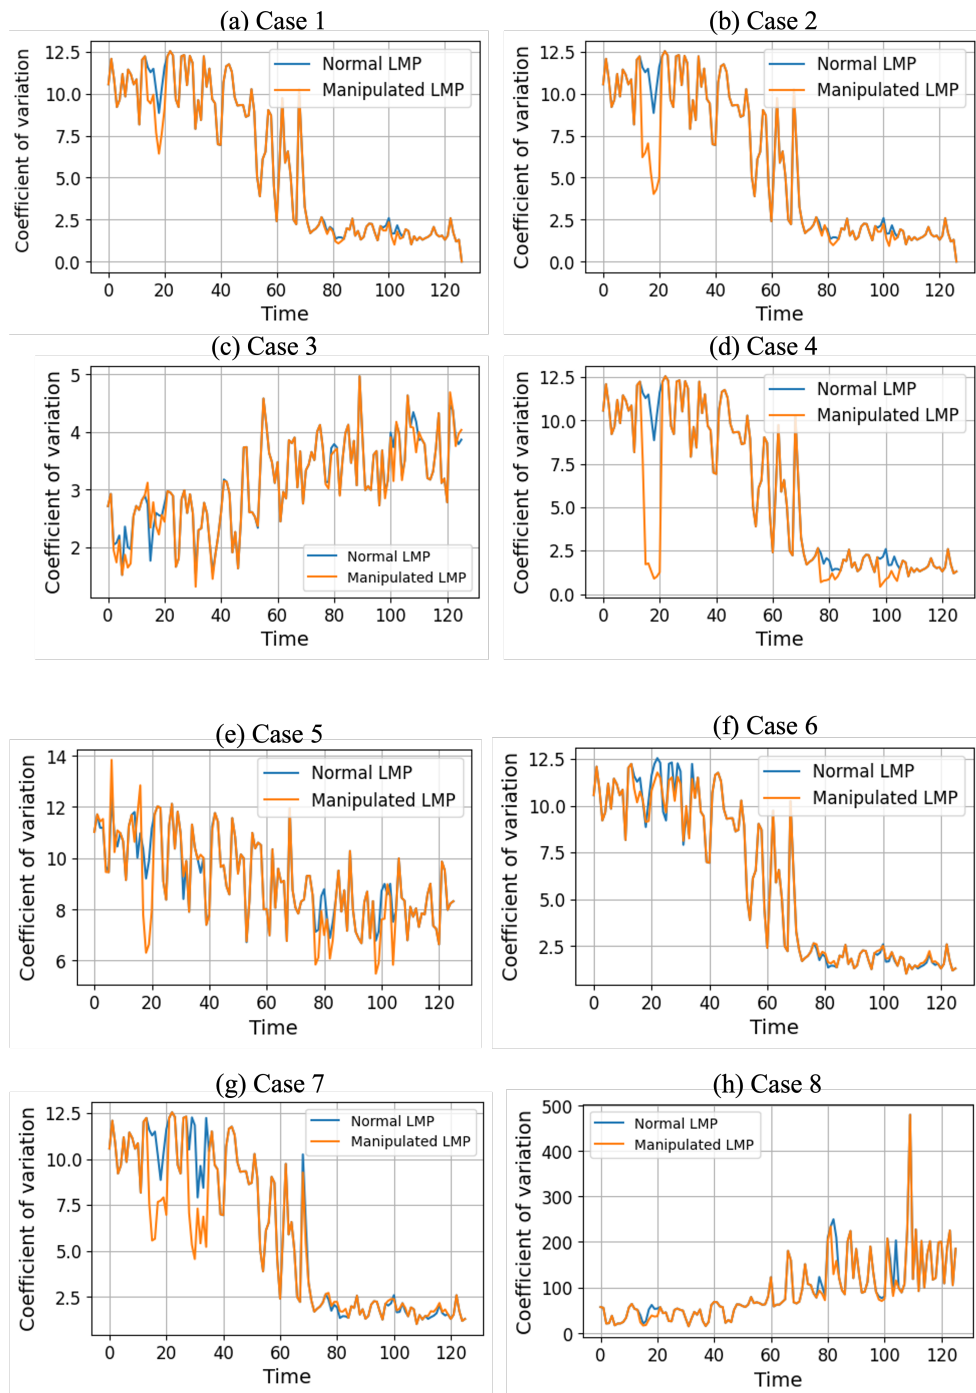 (a) Case 1
Coefficient of variation
12.5
10.0
7.5
5.0
2.5
0.0
Normal LMP
Manipulated LMP
0 20 40 60 80 100 120
Time
(b) Case 2
Coefficient of variation
12.5
10.0
7.5
5.0
2.5
0.0
Normal LMP
Manipulated LMP
0 20 40 60 80 100 120
Time
(c) Case 3
Coefficient of variation
5
4
3
2
Normal LMP
Manipulated LMP
0 20 40 60 80 100 120
Time
(d) Case 4
Coefficient of variation
12.5
10.0
7.5
5.0
2.5
0.0
Normal LMP
Manipulated LMP
0 20 40 60 80 100 120
Time
(e) Case 5
Coefficient of variation
14
12
10
8
6
Normal LMP
Manipulated LMP
0 20 40 60 80 100 120
Time
(f) Case 6
Coefficient of variation
12.5
10.0
7.5
5.0
2.5
Normal LMP
Manipulated LMP
0 20 40 60 80 100 120
Time
(g) Case 7
Coefficient of variation
12.5
10.0
7.5
5.0
2.5
Normal LMP
Manipulated LMP
0 20 40 60 80 100 120
Time
(h) Case 8
Coefficient of variation
500
400
300
200
100
0
Normal LMP
Manipulated LMP
0 20 40 60 80 100 120
Time